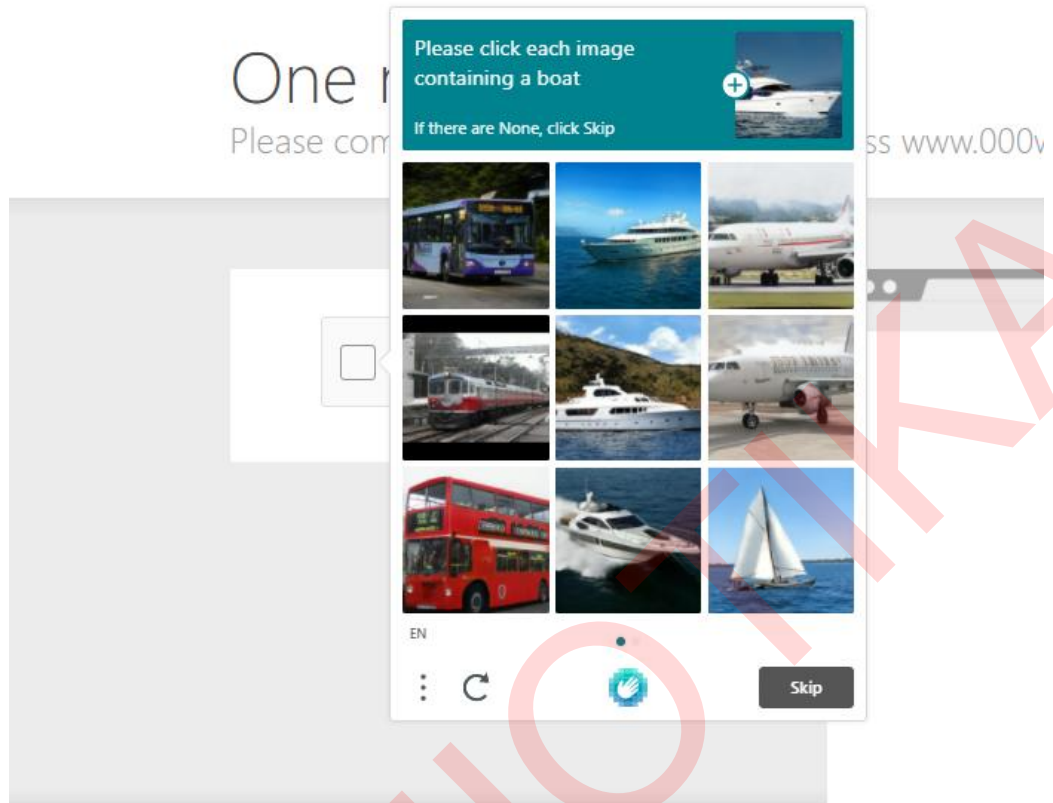 One
Please click each image
containing a boat
If there are None, click Skip
Please com
ss www.000w
EN
Skip